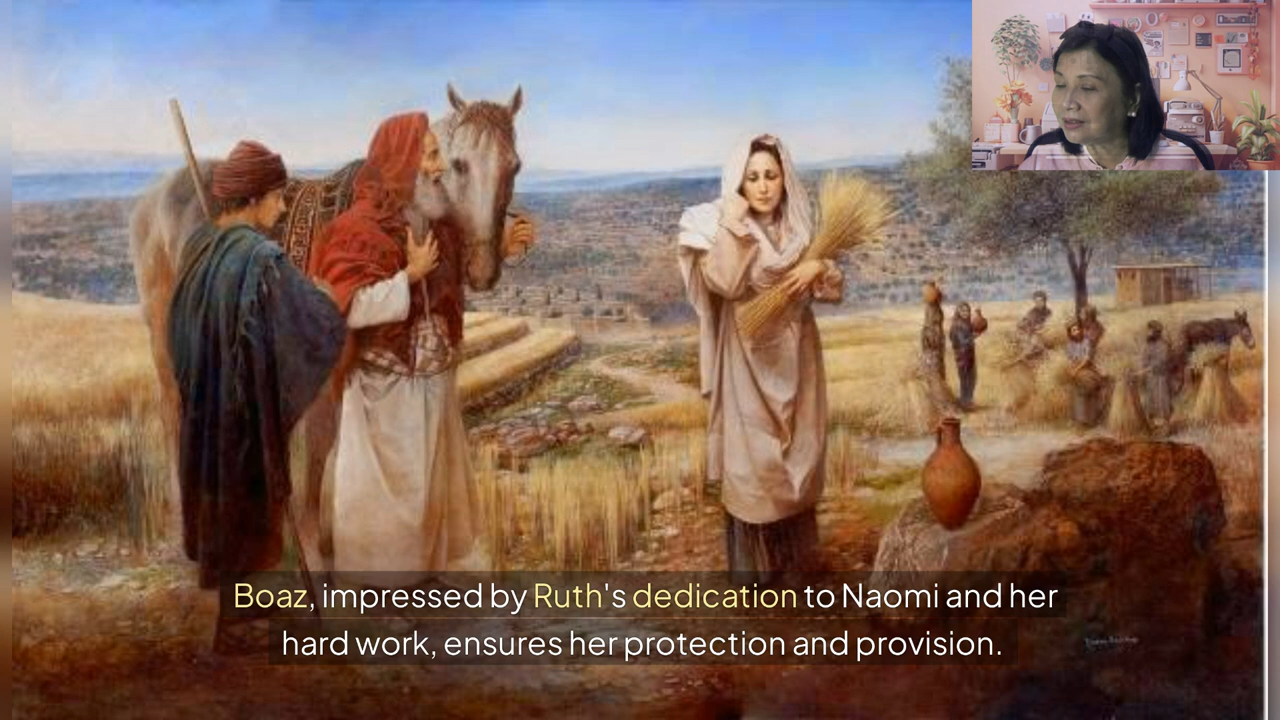 Boaz, impressed by Ruth's dedication to Naomi and her
hard work, ensures her protection and provision.